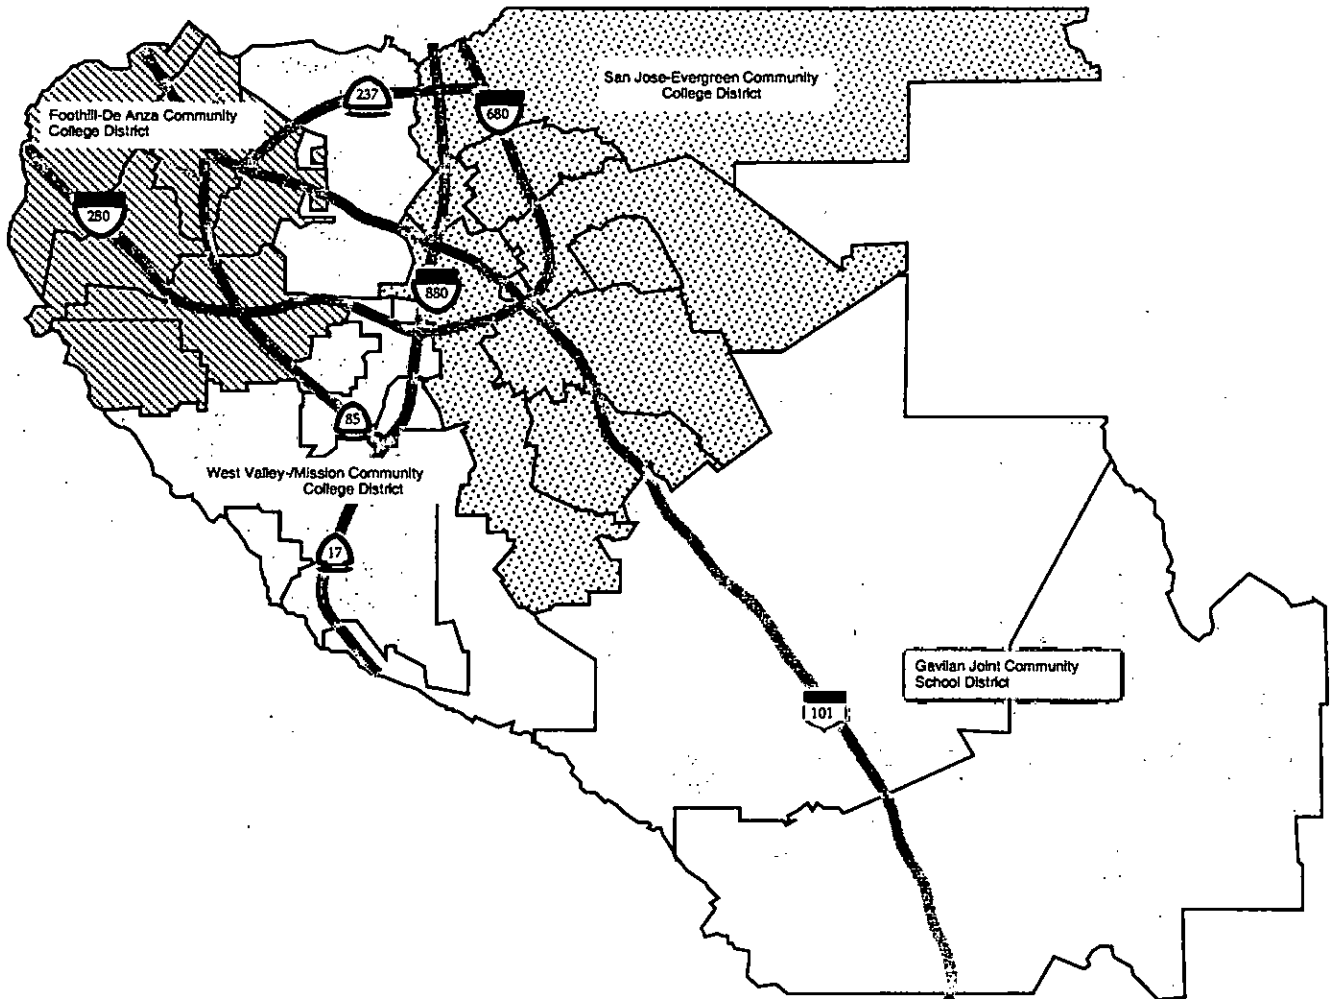 San Jose-Evergreen Community
College District
237
680
Foothill-De Anza Community
College District
280
880
85
West Valley-/Mission Community
College District
17
Gavilan Joint Community
School District
101